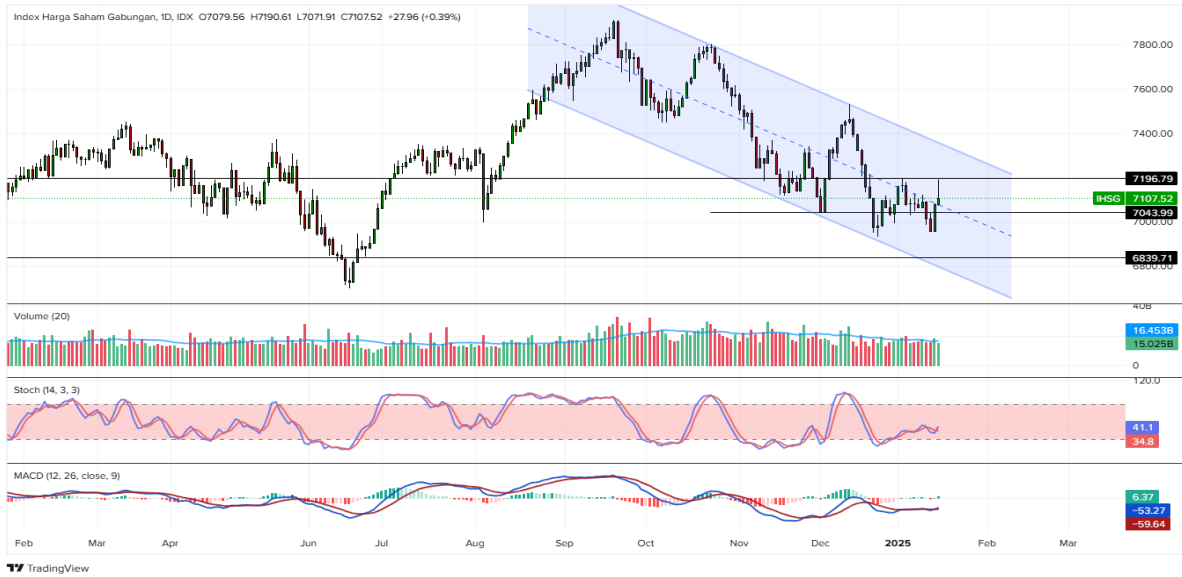 Index Harga Saham Gabungan, 1D, IDX O7079.56 H7190.61 L7071.91 C7107.52 +27.96 (+0.39%)
7800.00
7600.00
7400.00
7196.79
IHSG 7107.52
7043.99
7000.00
6839.71
6800.00
40B
Volume (20)
16.453B
15.025B
0
120.0
Stoch (14, 3, 3)
41.1
34.8
MACD (12, 26, close, 9)
6.37
−53.27
−59.64
Feb Mar Apr Jun Jul Aug Sep Oct Nov Dec 2025 Feb Mar
TradingView